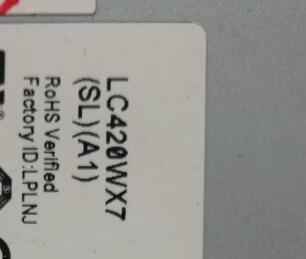 LC420WX7
(SL)(A1)
RoHS Verified
Factory ID:LPLNJ